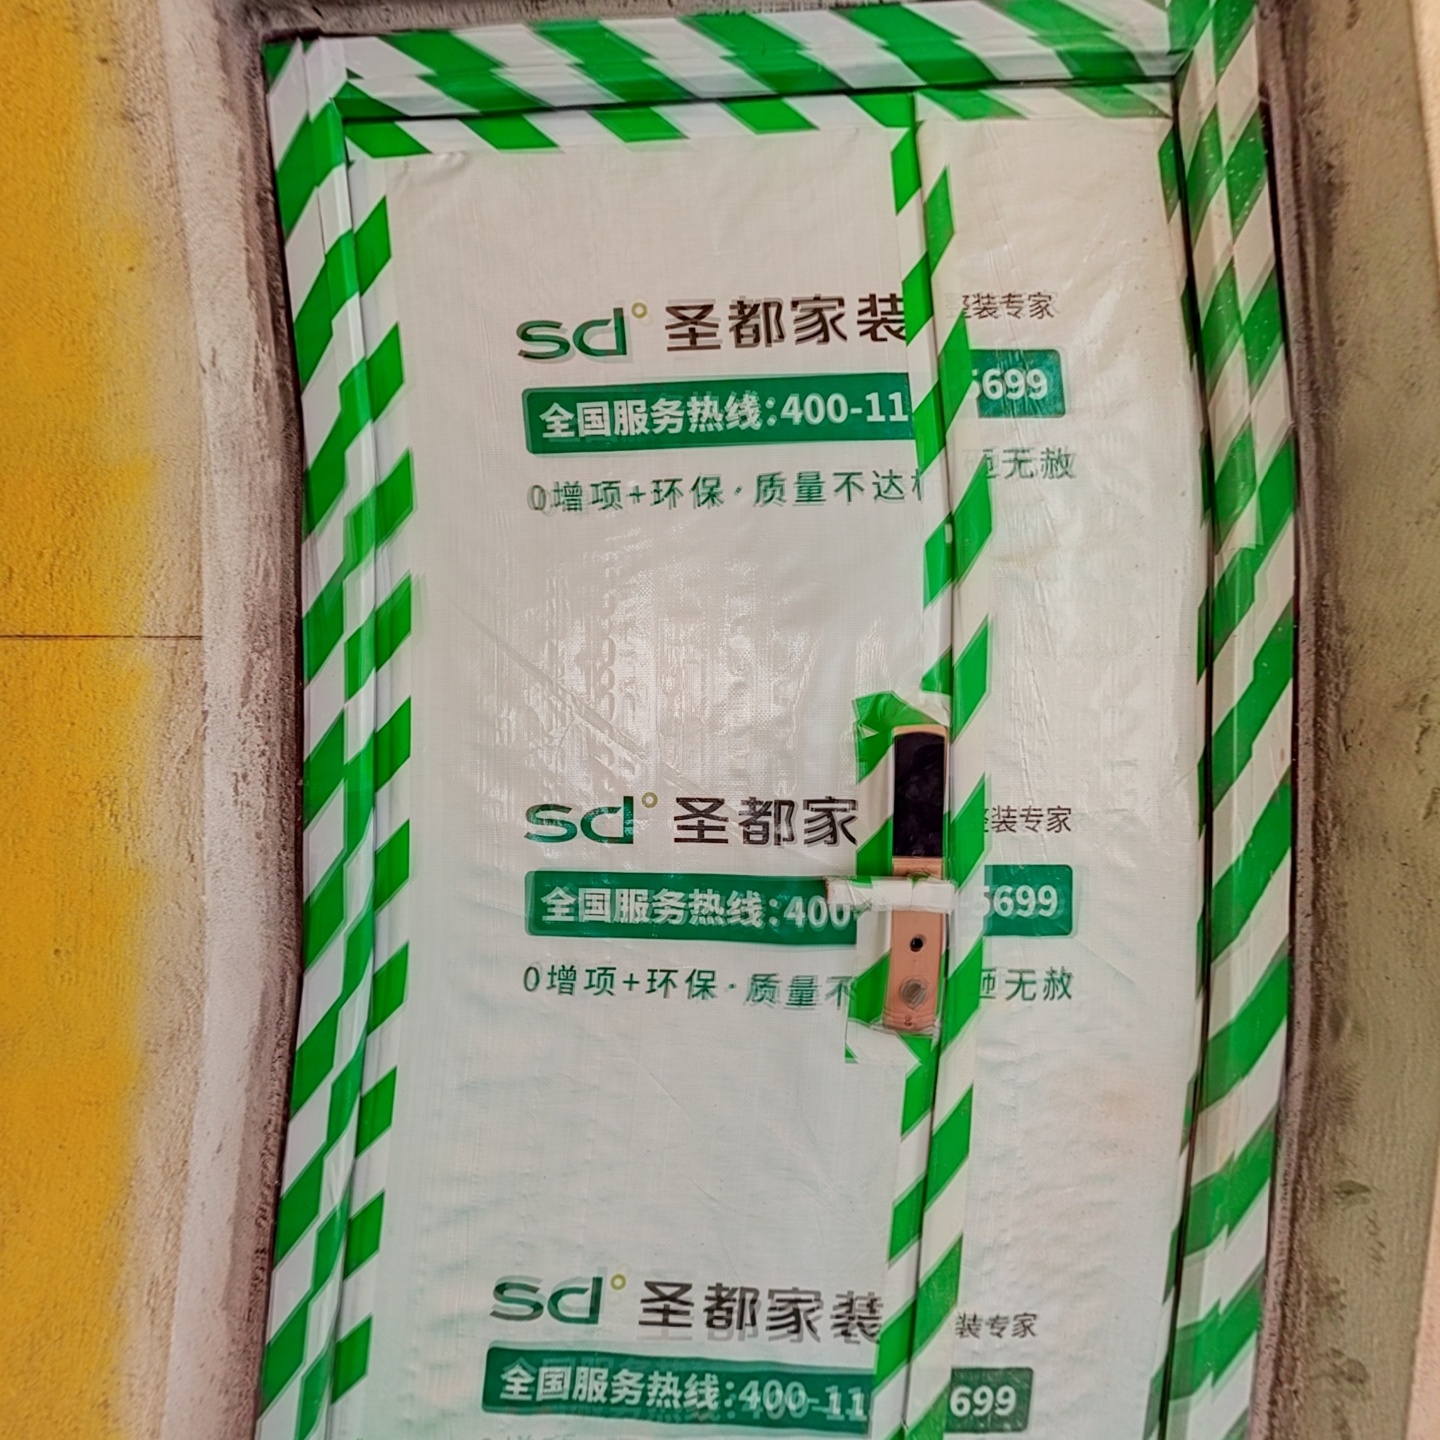 sd 圣都家装 装专家
全国服务热线:400-11 5699
0增项+环保·质量不达 砸无赦
sd 圣都家 装专家
全国服务热线:400 5699
0增项+环保·质量不 砸无赦
sd 圣都家装 装专家
全国服务热线:400-11 699